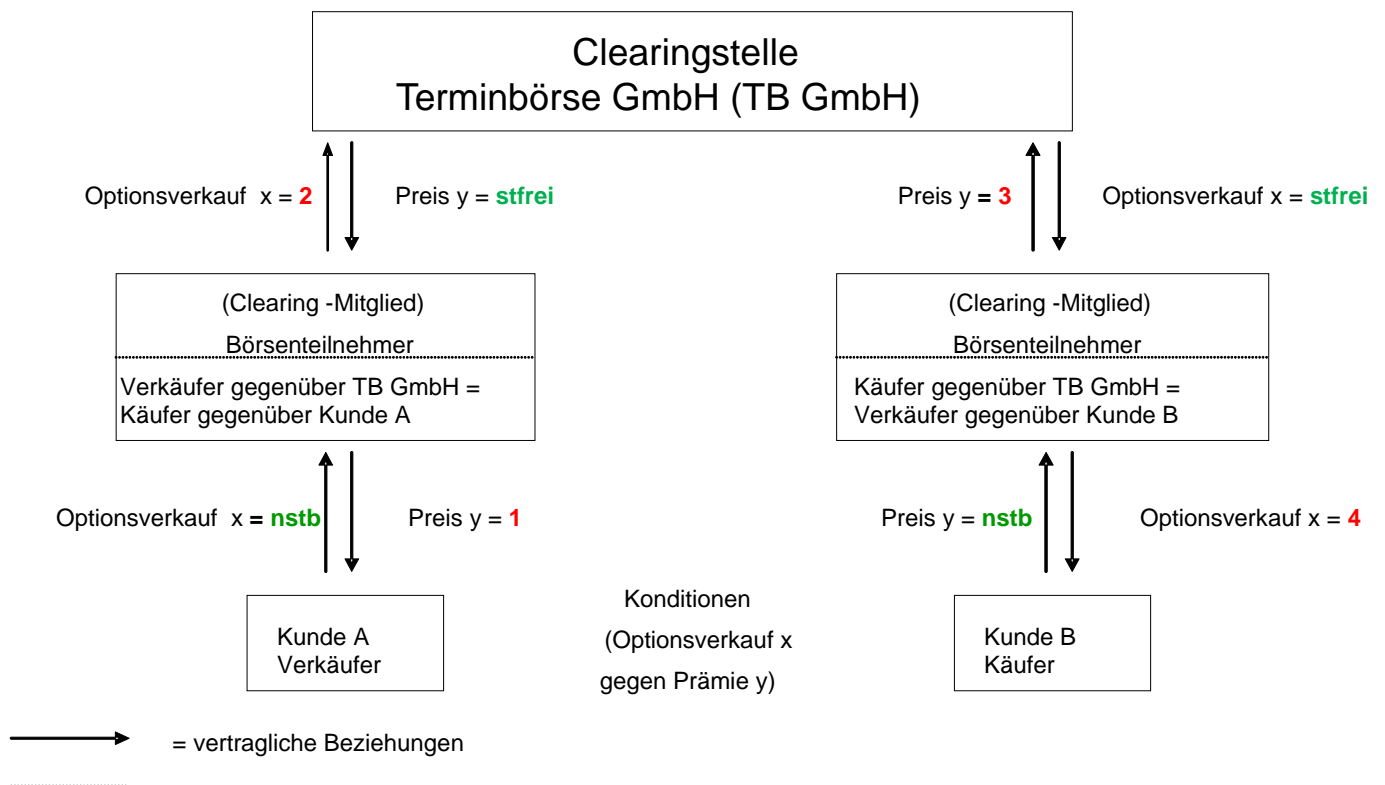 Clearingstelle
Terminbörse GmbH (TB GmbH)
Optionsverkauf x = 2
Preis y = stfrei
Preis y = 3
Optionsverkauf x = stfrei
(Clearing -Mitglied)
Börsenteilnehmer
Verkäufer gegenüber TB GmbH =
Käufer gegenüber Kunde A
(Clearing -Mitglied)
Börsenteilnehmer
Käufer gegenüber TB GmbH =
Verkäufer gegenüber Kunde B
Optionsverkauf x = nstb
Preis y = 1
Preis y = nstb
Optionsverkauf x = 4
Kunde A
Verkäufer
Konditionen
(Optionsverkauf x
gegen Prämie y)
Kunde B
Käufer
= vertragliche Beziehungen